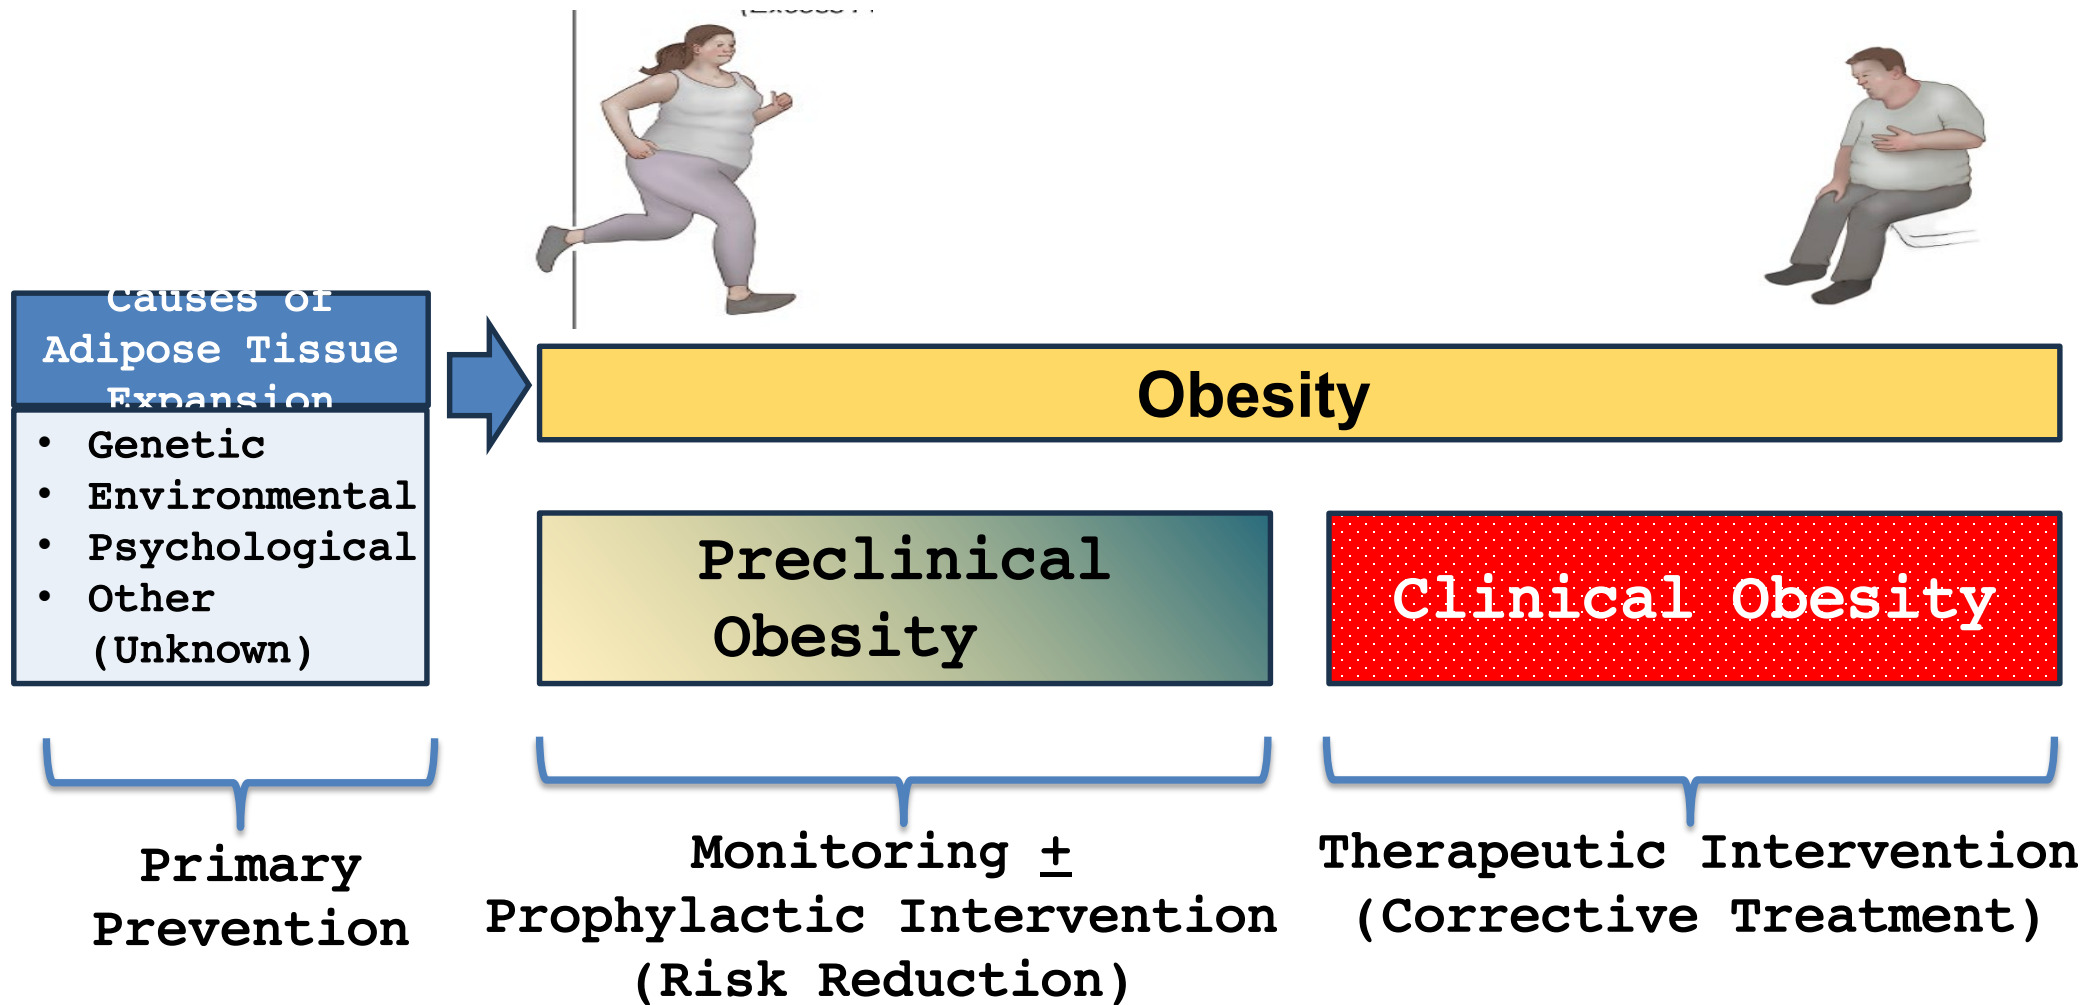 Causes of
Adipose Tissue
Expansion
• Genetic
• Environmental
• Psychological
• Other
(Unknown)
Obesity
Preclinical
Obesity
Clinical Obesity
Primary
Prevention
Monitoring ±
Prophylactic Intervention
(Risk Reduction)
Therapeutic Intervention
(Corrective Treatment)